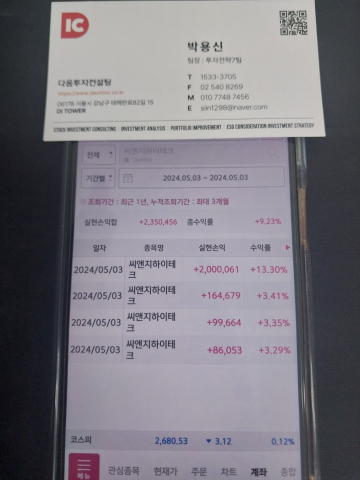 IC
박용신
팀장 | 투자전략7팀
다움투자컨설팅
06174 서울시 강남구 테헤란로82길 15
DI TOWER
T 1533-3705
F 02 540 8269
M 010 7748 7456
E siin1298@naver.com
STOCK INVESTMENT CONSULTING INVESTMENT ANALYSIS PORTFOLIO IMPROVEMENT ESG CONSIDERATION INVESTMENT STRATEGY
전체 씨앤지하이테크
기간별 2024,05,03 ~ 2024,05,03
조회기간 : 최근 1년, 누적조회기간 : 최대 3개월
실현손익합 +2,350,456 총수익률 +9.23%
일자 종목명 실현손익 수익률
2024/05/03 씨앤지하이테크 +2,000,061 +13.30%
2024/05/03 씨앤지하이테크 +164,679 +3.41%
2024/05/03 씨앤지하이테크 +99,664 +3.35%
2024/05/03 씨앤지하이테크 +86,053 +3.29%
코스피 2,680.53 ▼ 3.12 0.12%
메뉴 관심종목 현재가 주문 차트 계좌 종합